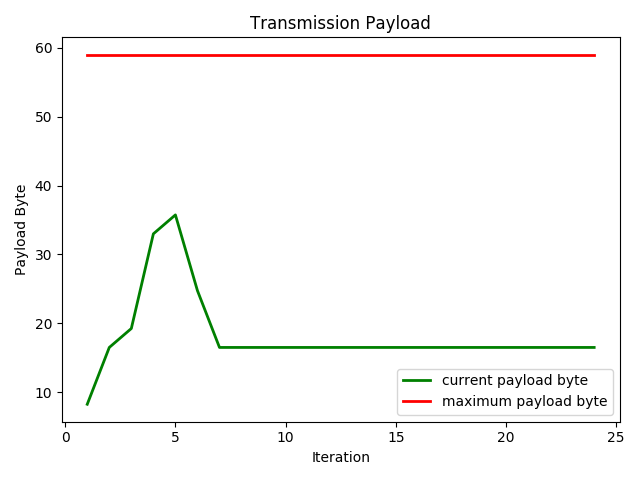 Transmission Payload
Payload Byte
60
50
40
30
20
10
current payload byte
maximum payload byte
0
5
10
15
20
25
Iteration